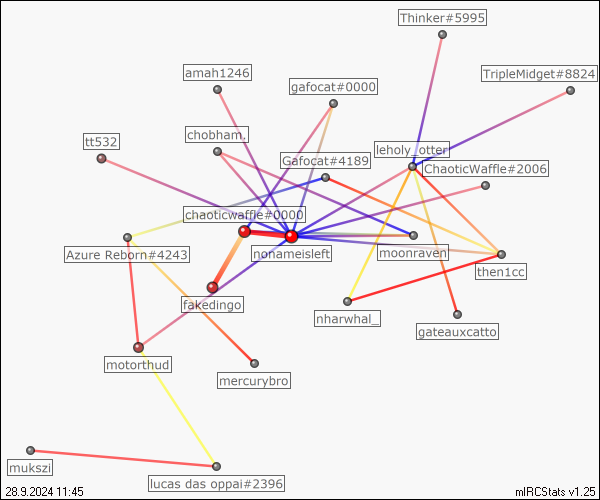 Thinker#5995
amah1246
TripleMidget#8824
gafocat#0000
tt532
chobham.
leholy_otter
Gafocat#4189
ChaoticWaffle#2006
chaoticwaffle#0000
Azure Reborn#4243
nonameisleft
moonraven
then1cc
fakedingo
nharwhal_
gateauxcatto
motorthud
mercurybro
mukszi
lucas das oppai#2396
28.9.2024 11:45
mIRCStats v1.25